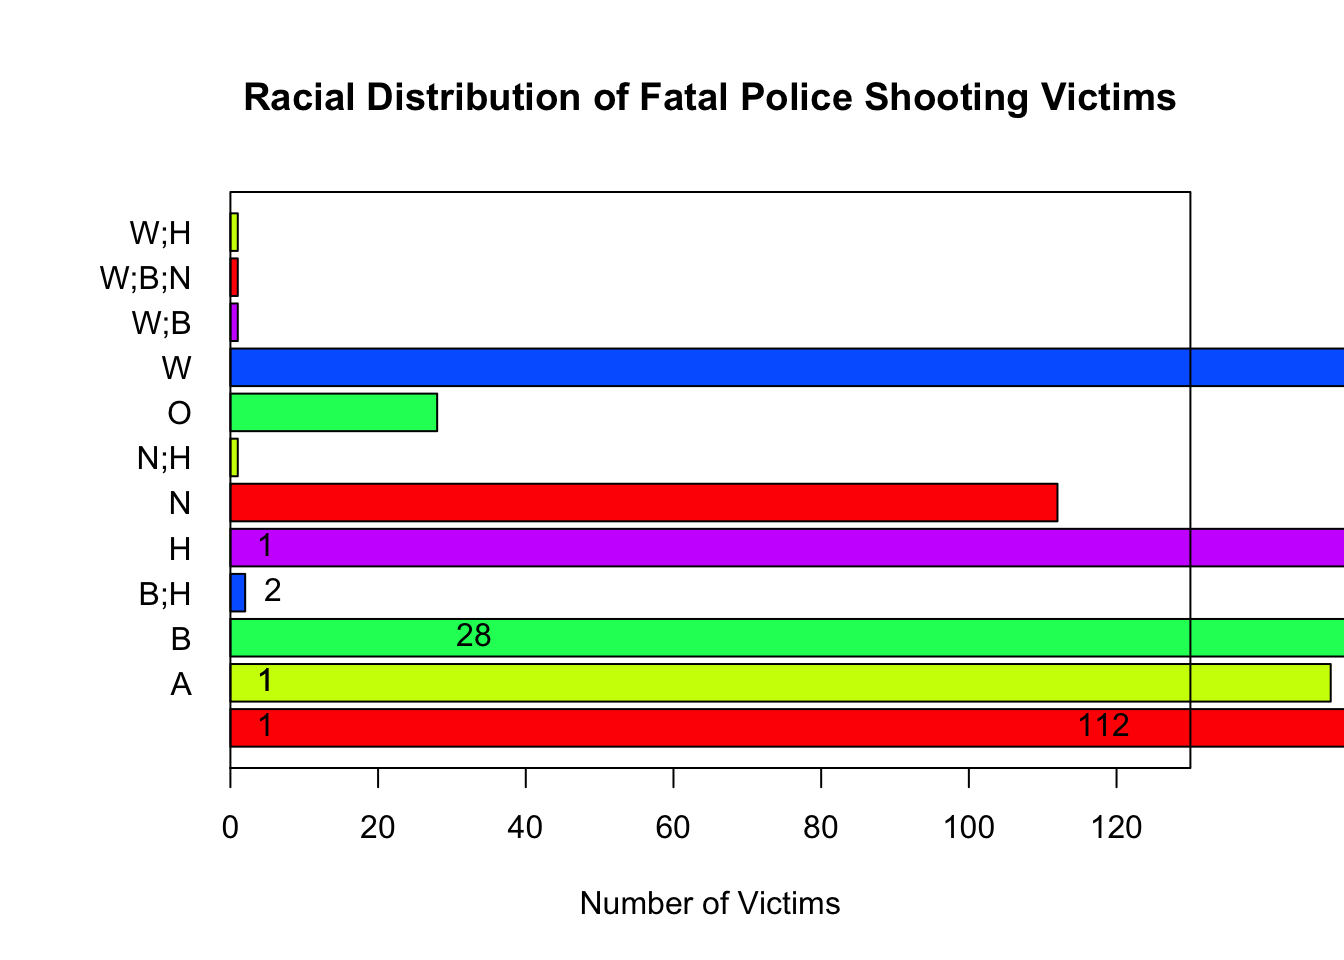 Racial Distribution of Fatal Police Shooting Victims
W;H
W;B;N
W;B
W
O
N;H
N
H 1
B;H 2
B 28
A 1
1 112
0 20 40 60 80 100 120
Number of Victims